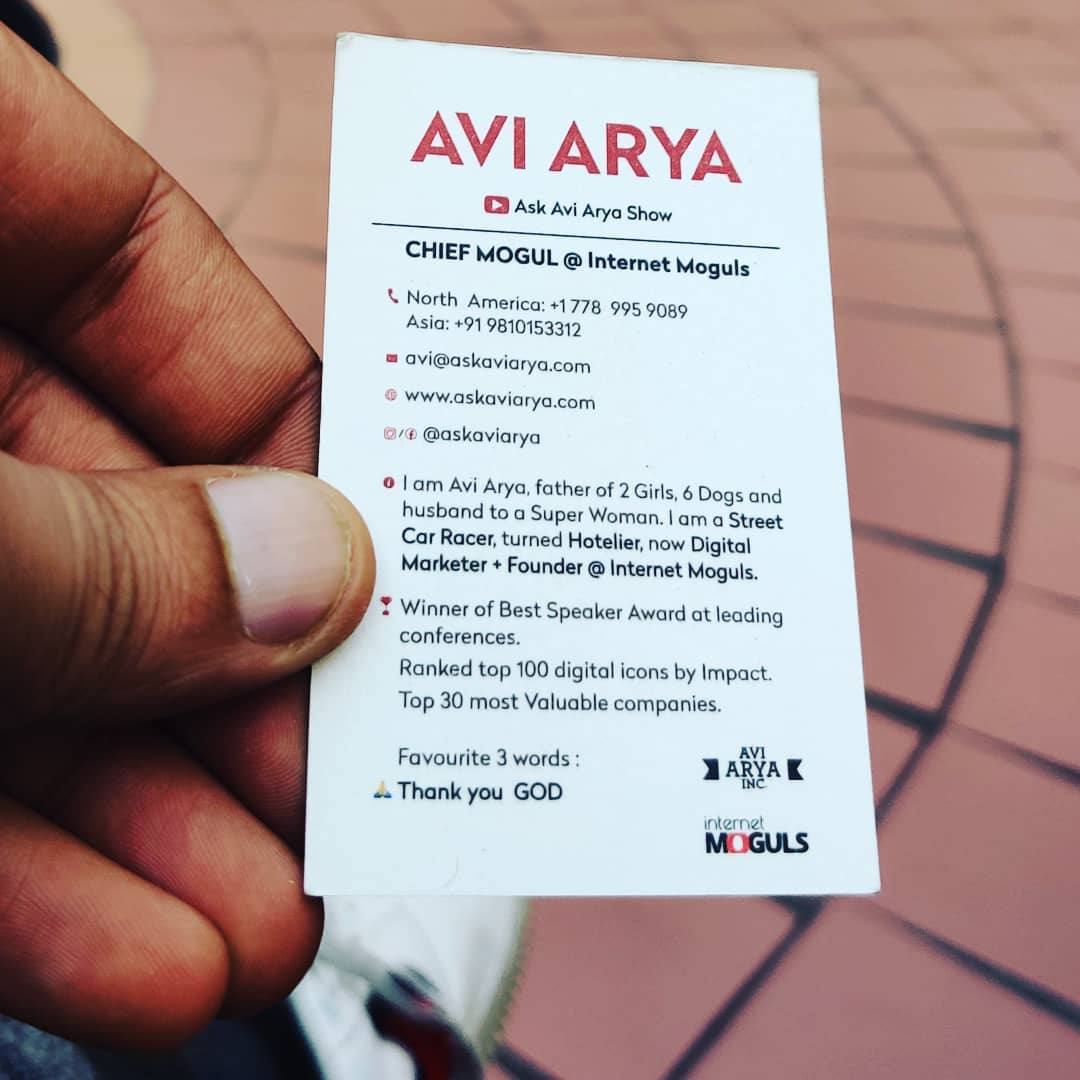 AVI ARYA
Ask Avi Arya Show
CHIEF MOGUL @ Internet Moguls
North America: +1 778 995 9089
Asia: +91 9810153312
avi@askaviarya.com
www.askaviarya.com
/ @askaviarya
I am Avi Arya, father of 2 Girls, 6 Dogs and
husband to a Super Woman. I am a Street
Car Racer, turned Hotelier, now Digital
Marketer + Founder @ Internet Moguls.
Winner of Best Speaker Award at leading
conferences.
Ranked top 100 digital icons by Impact.
Top 30 most Valuable companies.
Favourite 3 words :
🙏 Thank you GOD
AVI
ARYA
INC
internet
MOGULS